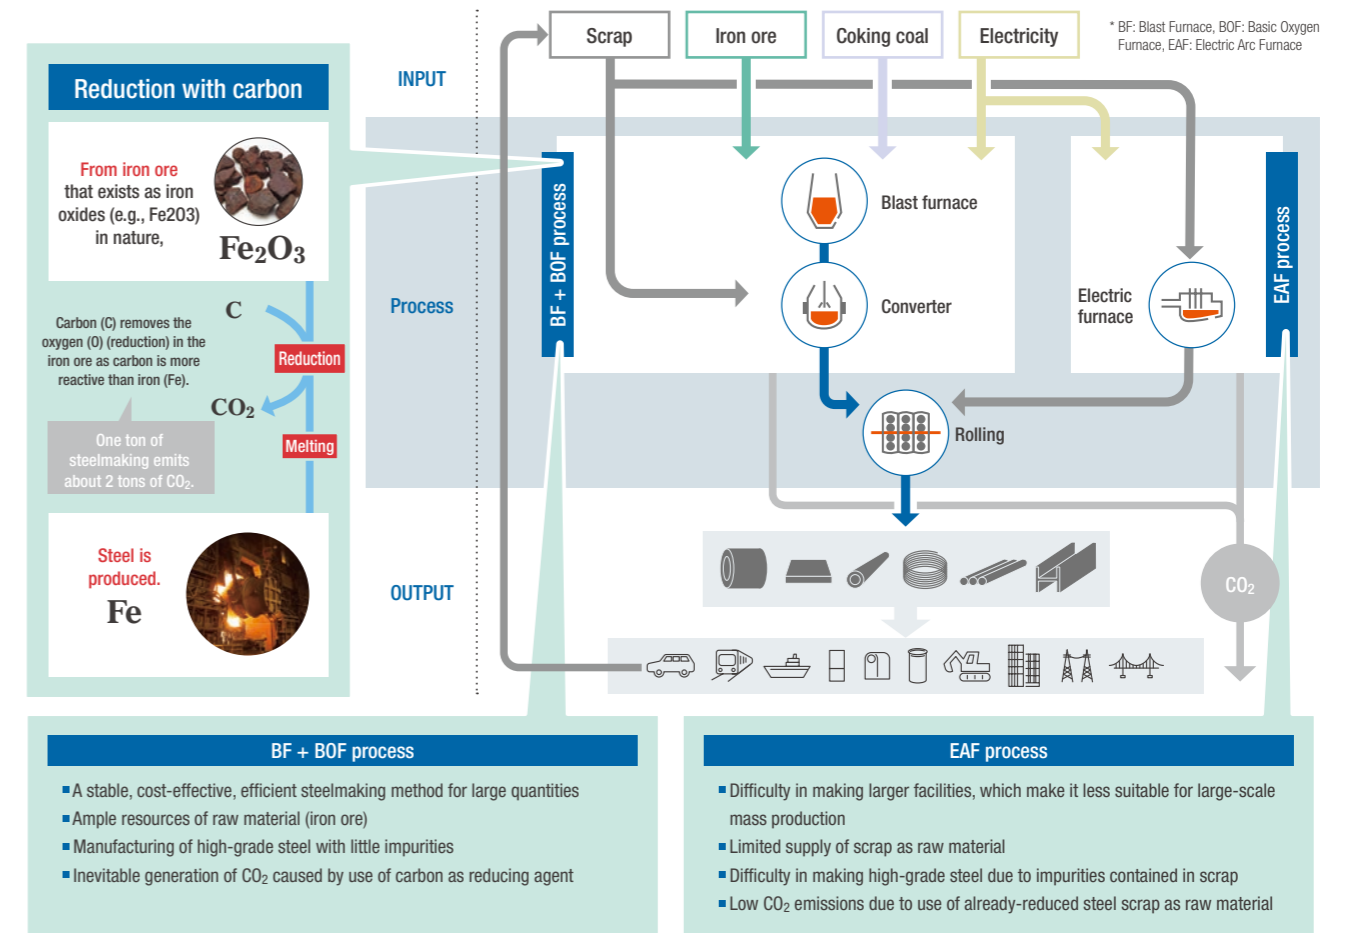 Scrap
Iron ore
Coking coal
Electricity
* BF: Blast Furnace, BOF: Basic Oxygen
Furnace, EAF: Electric Arc Furnace
INPUT
Reduction with carbon
From iron ore
that exists as iron
oxides (e.g., Fe2O3)
in nature,
Fe₂O₃
C
Carbon (C) removes the
oxygen (O) (reduction) in the
iron ore as carbon is more
reactive than iron (Fe).
Reduction
CO₂
Melting
One ton of
steelmaking emits
about 2 tons of CO₂.
Steel is
produced.
Fe
Process
BF + BOF process
Blast furnace
Converter
Electric
furnace
EAF process
Rolling
OUTPUT
CO₂
BF + BOF process
A stable, cost-effective, efficient steelmaking method for large quantities
Ample resources of raw material (iron ore)
Manufacturing of high-grade steel with little impurities
Inevitable generation of CO₂ caused by use of carbon as reducing agent
EAF process
Difficulty in making larger facilities, which make it less suitable for large-scale
mass production
Limited supply of scrap as raw material
Difficulty in making high-grade steel due to impurities contained in scrap
Low CO₂ emissions due to use of already-reduced steel scrap as raw material